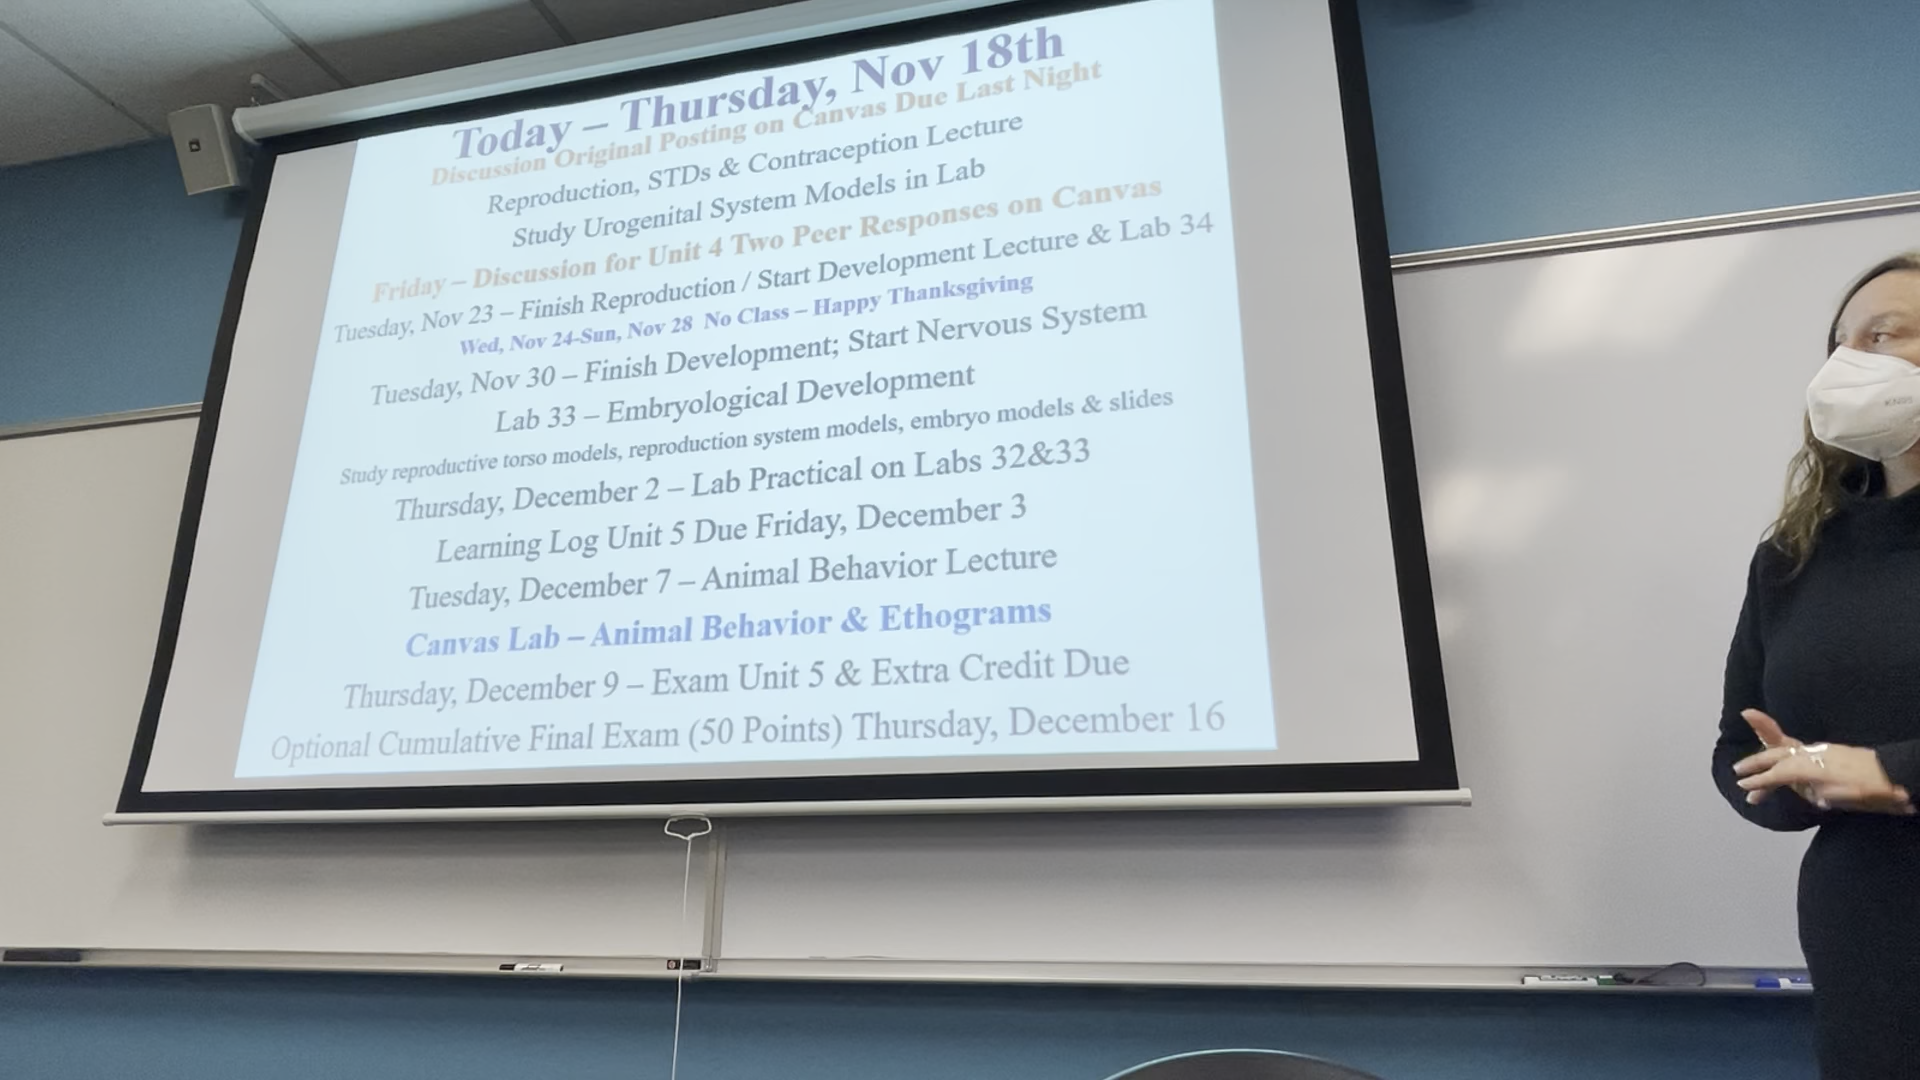 Today – Thursday, Nov 18th
Discussion Original Posting on Canvas Due Last Night
Reproduction, STDs & Contraception Lecture
Study Urogenital System Models in Lab
Friday – Discussion for Unit 4 Two Peer Responses on Canvas
Tuesday, Nov 23 – Finish Reproduction / Start Development Lecture & Lab 34
Wed, Nov 24-Sun, Nov 28 No Class – Happy Thanksgiving
Tuesday, Nov 30 – Finish Development; Start Nervous System
Lab 33 – Embryological Development
Study reproductive torso models, reproduction system models, embryo models & slides
Thursday, December 2 – Lab Practical on Labs 32&33
Learning Log Unit 5 Due Friday, December 3
Tuesday, December 7 – Animal Behavior Lecture
Canvas Lab – Animal Behavior & Ethograms
Thursday, December 9 – Exam Unit 5 & Extra Credit Due
Optional Cumulative Final Exam (50 Points) Thursday, December 16
KN95